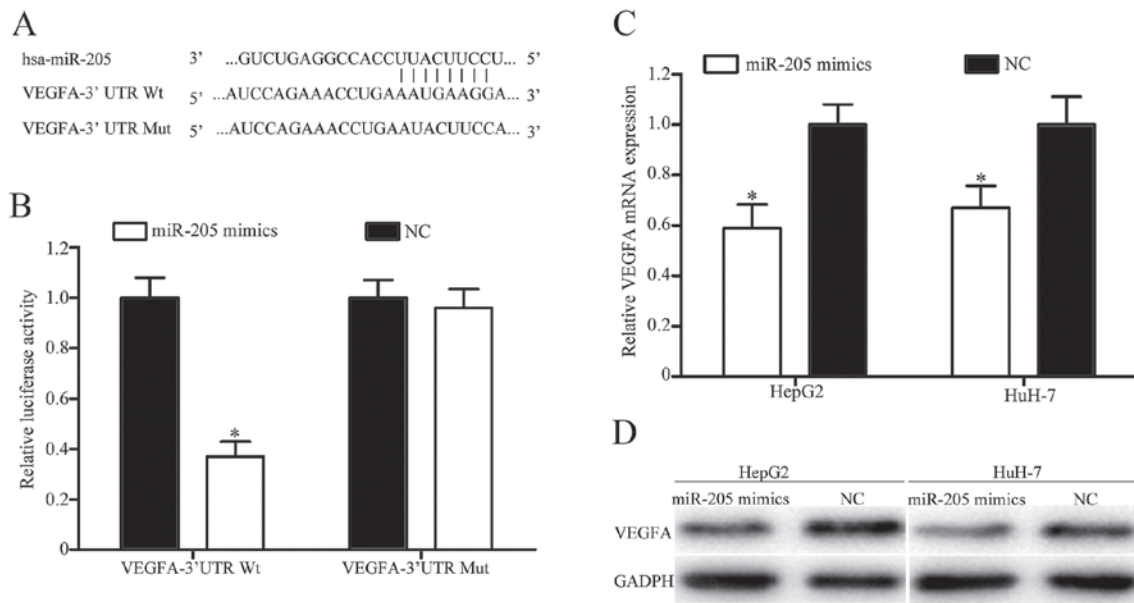 A
hsa-miR-205 3’ ...GUCUGAGGCCACCUUACUUCCU... 5’
VEGFA-3’ UTR Wt 5’ ...AUCCAGAAACCUGAAAUGAAGGA... 3’
VEGFA-3’ UTR Mut 5’ ...AUCCAGAAACCUGAAUACUUCCA... 3’
B
miR-205 mimics NC
Relative luciferase activity
1.2
1.0
0.8
0.6
0.4
0.2
0
*
VEGFA-3’UTR Wt VEGFA-3’UTR Mut
C
miR-205 mimics NC
Relative VEGFA mRNA expression
1.2
1.0
0.8
0.6
0.4
0.2
0
* *
HepG2 HuH-7
D
HepG2 HuH-7
miR-205 mimics NC miR-205 mimics NC
VEGFA
GADPH